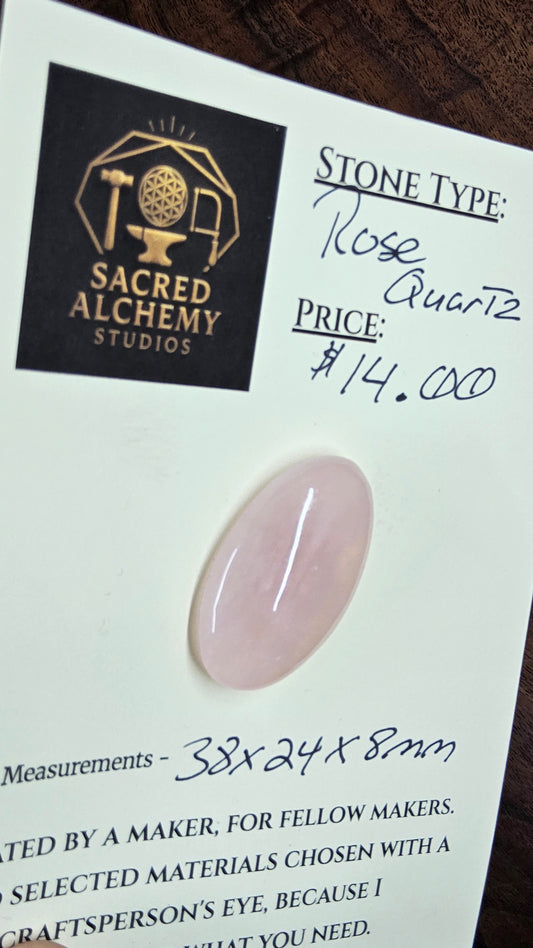 SACRED
ALCHEMY
STUDIOS
STONE TYPE:
Rose
Quartz
PRICE:
$14.00
Measurements - 38x24x8mm
BY A MAKER, FOR FELLOW MAKERS.
SELECTED MATERIALS CHOSEN WITH A
CRAFTSPERSON'S EYE, BECAUSE I
WHAT YOU NEED.